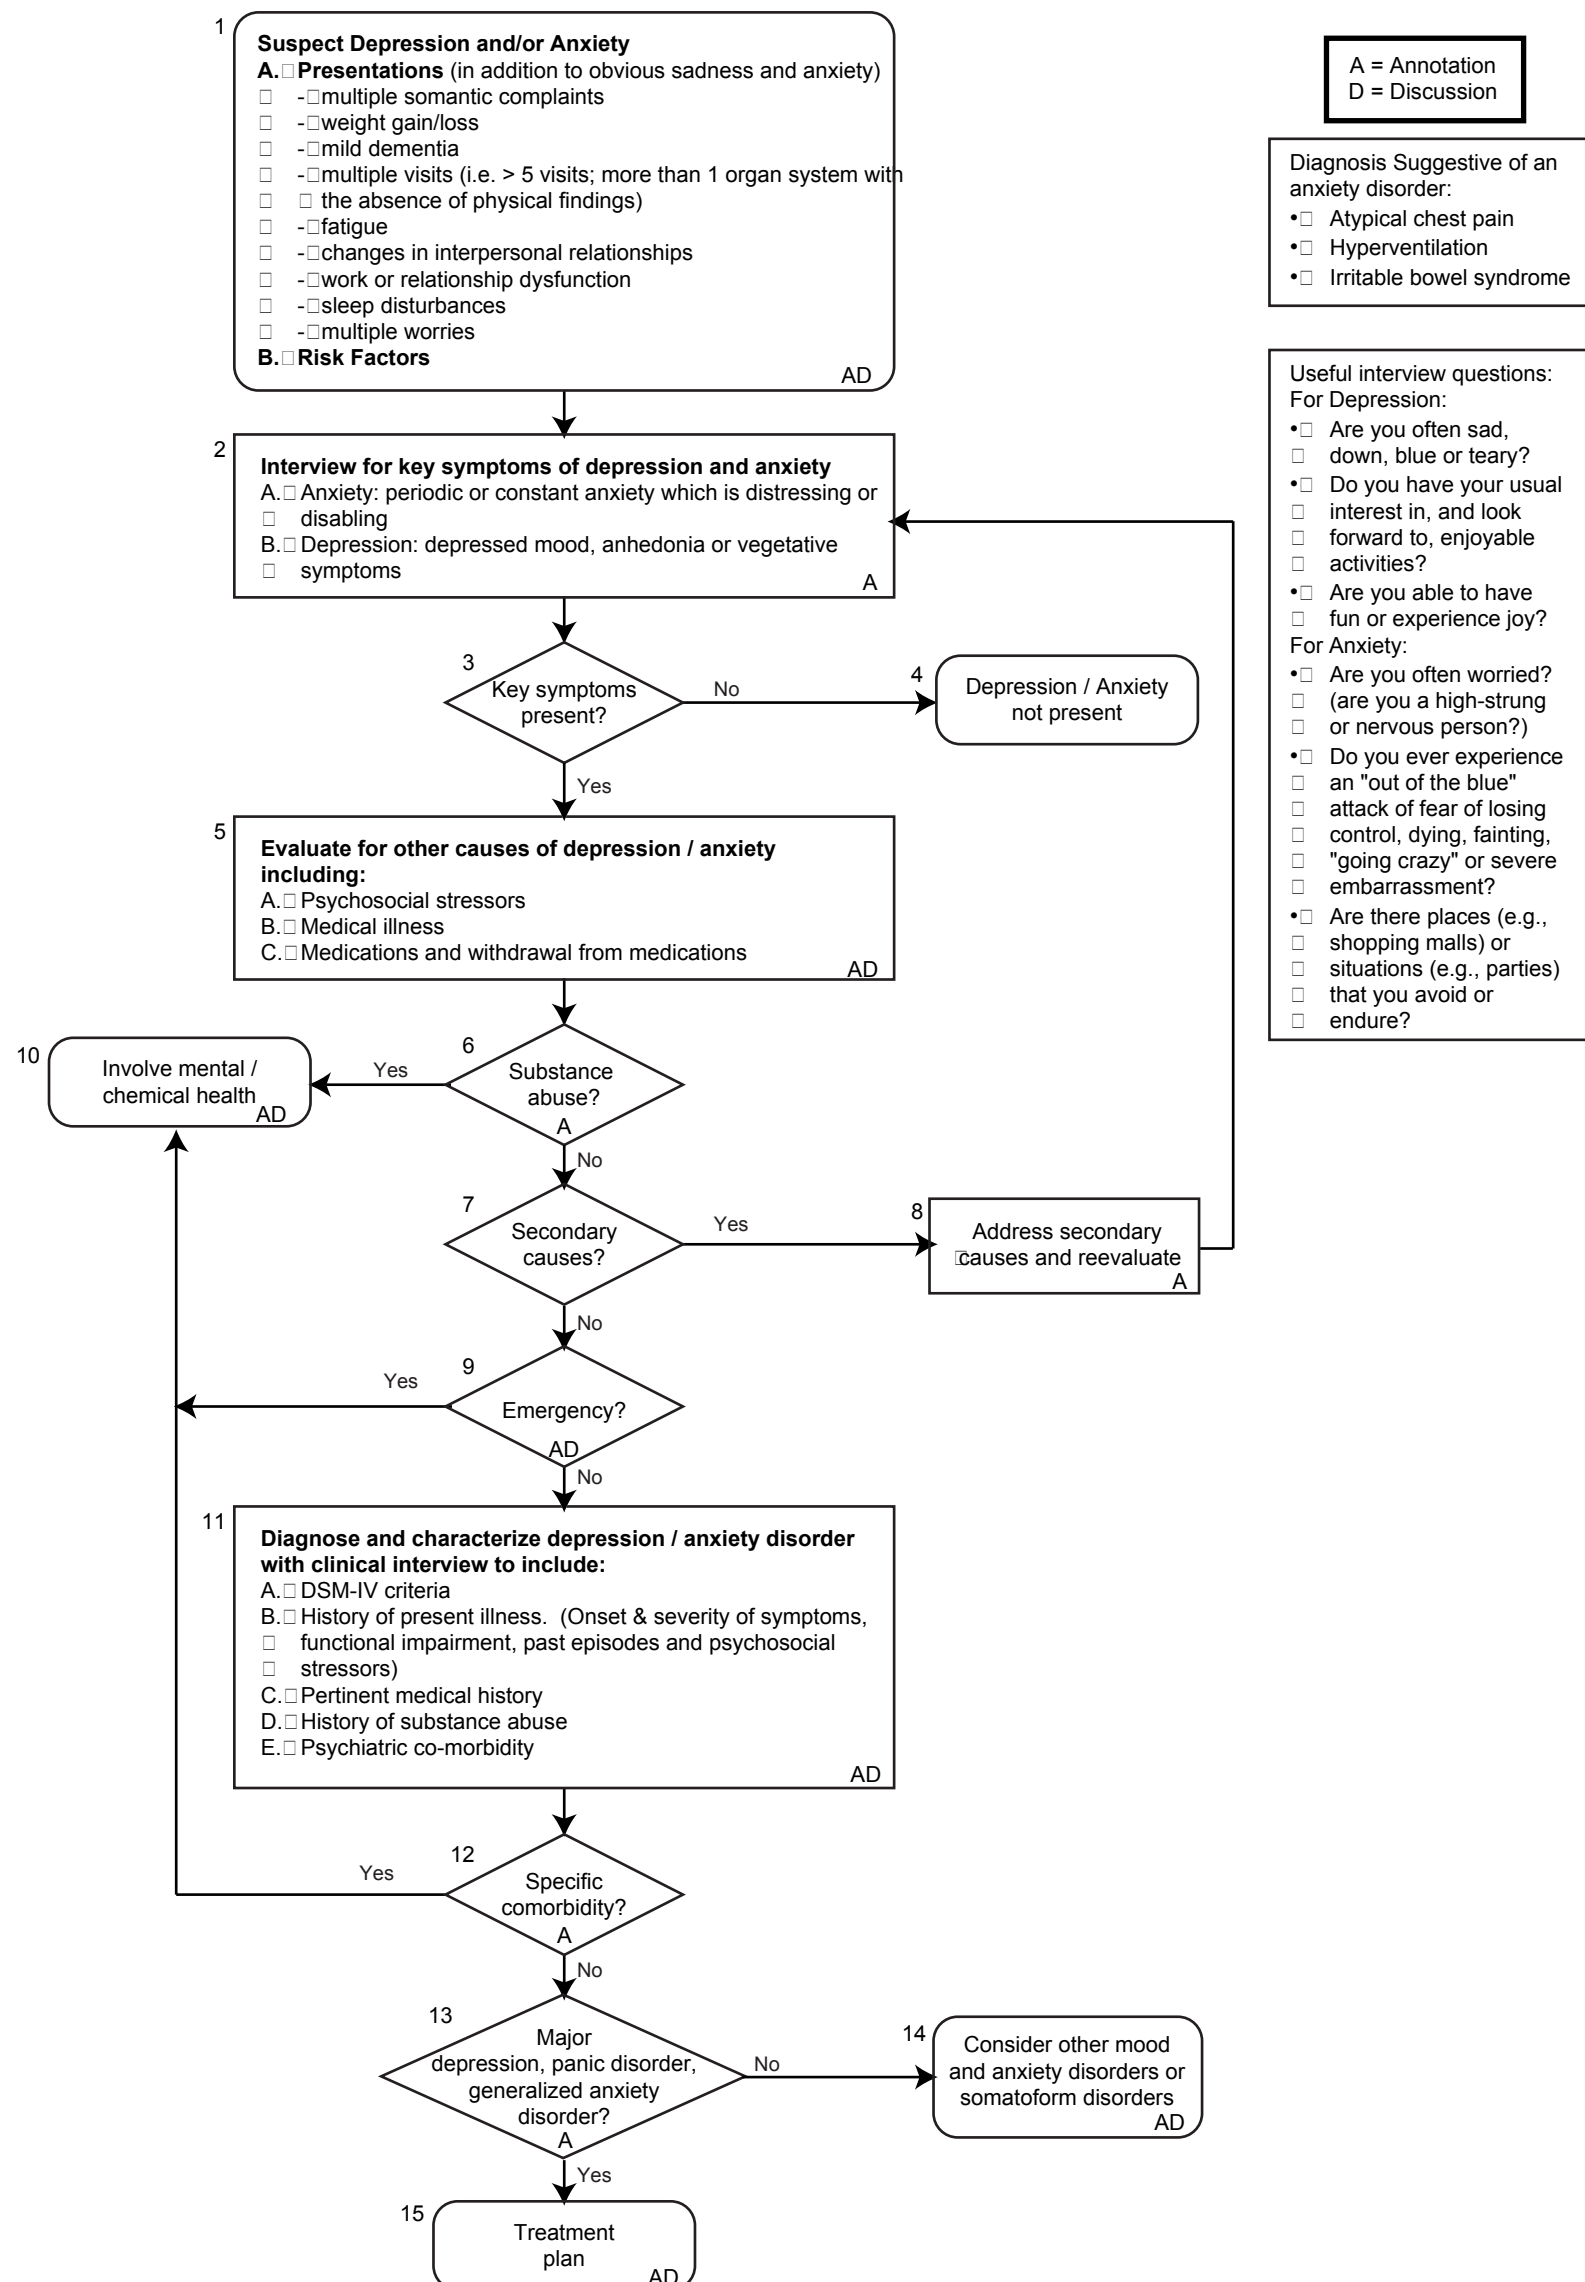 1
Suspect Depression and/or Anxiety
A.□Presentations (in addition to obvious sadness and anxiety)
□ -□multiple somantic complaints
□ -□weight gain/loss
□ -□mild dementia
□ -□multiple visits (i.e. > 5 visits; more than 1 organ system with
□ □ the absence of physical findings)
□ -□fatigue
□ -□changes in interpersonal relationships
□ -□work or relationship dysfunction
□ -□sleep disturbances
□ -□multiple worries
B.□Risk Factors
AD
A = Annotation
D = Discussion
Diagnosis Suggestive of an
anxiety disorder:
•□ Atypical chest pain
•□ Hyperventilation
•□ Irritable bowel syndrome
Useful interview questions:
For Depression:
•□ Are you often sad,
□ down, blue or teary?
•□ Do you have your usual
□ interest in, and look
□ forward to, enjoyable
□ activities?
•□ Are you able to have
□ fun or experience joy?
For Anxiety:
•□ Are you often worried?
□ (are you a high-strung
□ or nervous person?)
•□ Do you ever experience
□ an "out of the blue"
□ attack of fear of losing
□ control, dying, fainting,
□ "going crazy" or severe
□ embarrassment?
•□ Are there places (e.g.,
□ shopping malls) or
□ situations (e.g., parties)
□ that you avoid or
□ endure?
2
Interview for key symptoms of depression and anxiety
A.□ Anxiety: periodic or constant anxiety which is distressing or
□ disabling
B.□ Depression: depressed mood, anhedonia or vegetative
□ symptoms
A
3
Key symptoms
present?
No
4
Depression / Anxiety
not present
Yes
5
Evaluate for other causes of depression / anxiety
including:
A.□ Psychosocial stressors
B.□ Medical illness
C.□ Medications and withdrawal from medications
AD
6
Substance
abuse?
A
Yes
10
Involve mental /
chemical health
AD
No
7
Secondary
causes?
Yes
8
Address secondary
□causes and reevaluate
A
No
9
Emergency?
AD
Yes
No
11
Diagnose and characterize depression / anxiety disorder
with clinical interview to include:
A.□ DSM-IV criteria
B.□ History of present illness. (Onset & severity of symptoms,
□ functional impairment, past episodes and psychosocial
□ stressors)
C.□ Pertinent medical history
D.□ History of substance abuse
E.□ Psychiatric co-morbidity
AD
12
Specific
comorbidity?
A
Yes
No
13
Major
depression, panic disorder,
generalized anxiety
disorder?
A
No
14
Consider other mood
and anxiety disorders or
somatoform disorders
AD
Yes
15
Treatment
plan
AD